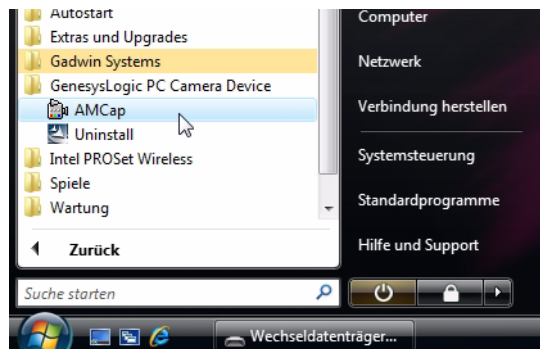 Autostart
Extras und Upgrades
Gadwin Systems
GenesysLogic PC Camera Device
AMCap
Uninstall
Intel PROSet Wireless
Spiele
Wartung
Zurück
Suche starten
Computer
Netzwerk
Verbindung herstellen
Systemsteuerung
Standardprogramme
Hilfe und Support
Wechseldatenträger...